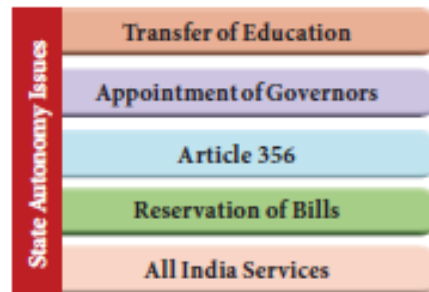 State Autonomy Issues
Transfer of Education
Appointment of Governors
Article 356
Reservation of Bills
All India Services